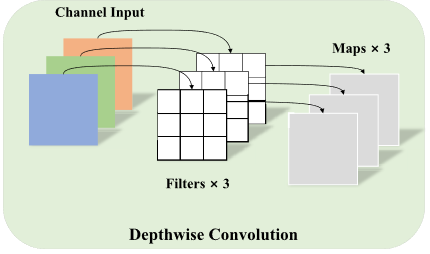 Channel Input
Maps × 3
Filters × 3
Depthwise Convolution